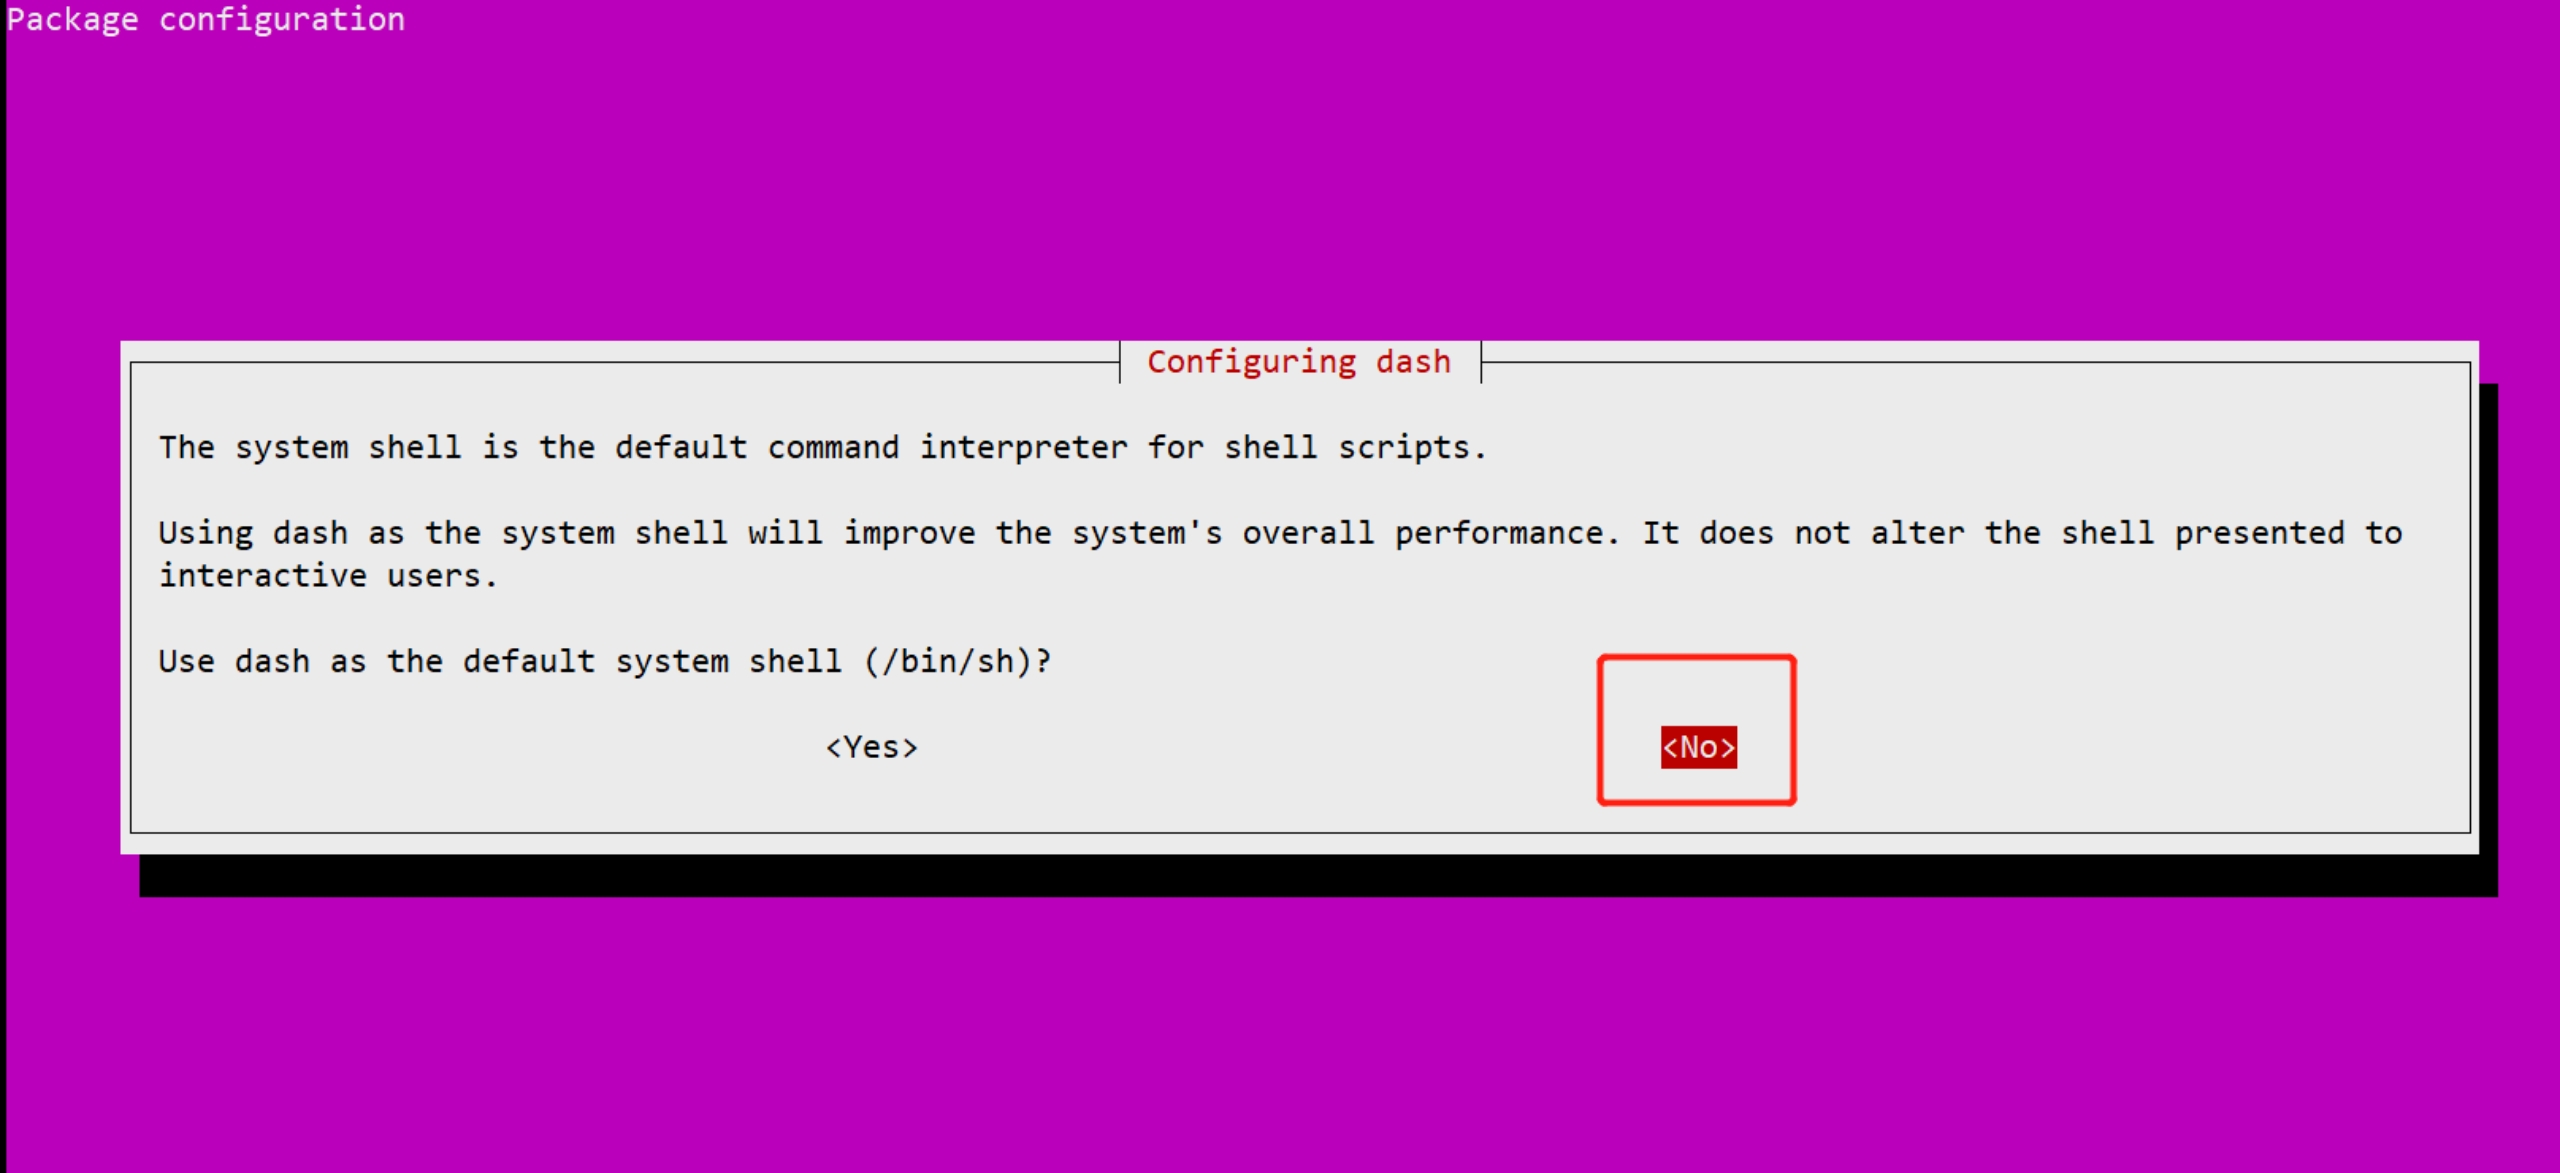 Package configuration
Configuring dash
The system shell is the default command interpreter for shell scripts.
Using dash as the system shell will improve the system's overall performance. It does not alter the shell presented to
interactive users.
Use dash as the default system shell (/bin/sh)?
<Yes> <No>